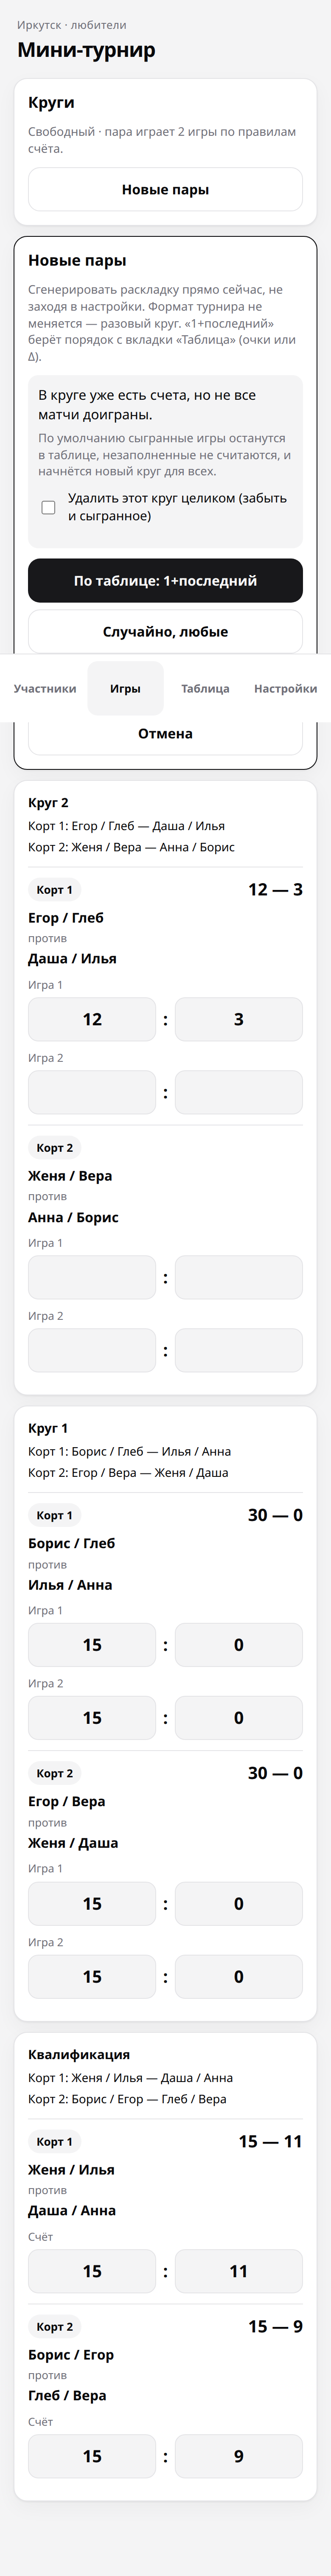 Иркутск · любители
Мини-турнир
Круги
Свободный · пара играет 2 игры по правилам
счёта.
Новые пары
Новые пары
Сгенерировать раскладку прямо сейчас, не
заходя в настройки. Формат турнира не
меняется — разовый круг. «1+последний»
берёт порядок с вкладки «Таблица» (очки или
Δ).
В круге уже есть счета, но не все
матчи доиграны.
По умолчанию сыгранные игры останутся
в таблице, незаполненные не считаются, и
начнётся новый круг для всех.
Удалить этот круг целиком (забыть
и сыгранное)
По таблице: 1+последний
Случайно, любые
Участники
Игры
Таблица
Настройки
Отмена
Круг 2
Корт 1: Егор / Глеб — Даша / Илья
Корт 2: Женя / Вера — Анна / Борис
Корт 1
12 — 3
Егор / Глеб
против
Даша / Илья
Игра 1
12 : 3
Игра 2
:
Корт 2
Женя / Вера
против
Анна / Борис
Игра 1
:
Игра 2
:
Круг 1
Корт 1: Борис / Глеб — Илья / Анна
Корт 2: Егор / Вера — Женя / Даша
Корт 1
30 — 0
Борис / Глеб
против
Илья / Анна
Игра 1
15 : 0
Игра 2
15 : 0
Корт 2
30 — 0
Егор / Вера
против
Женя / Даша
Игра 1
15 : 0
Игра 2
15 : 0
Квалификация
Корт 1: Женя / Илья — Даша / Анна
Корт 2: Борис / Егор — Глеб / Вера
Корт 1
15 — 11
Женя / Илья
против
Даша / Анна
Счёт
15 : 11
Корт 2
15 — 9
Борис / Егор
против
Глеб / Вера
Счёт
15 : 9